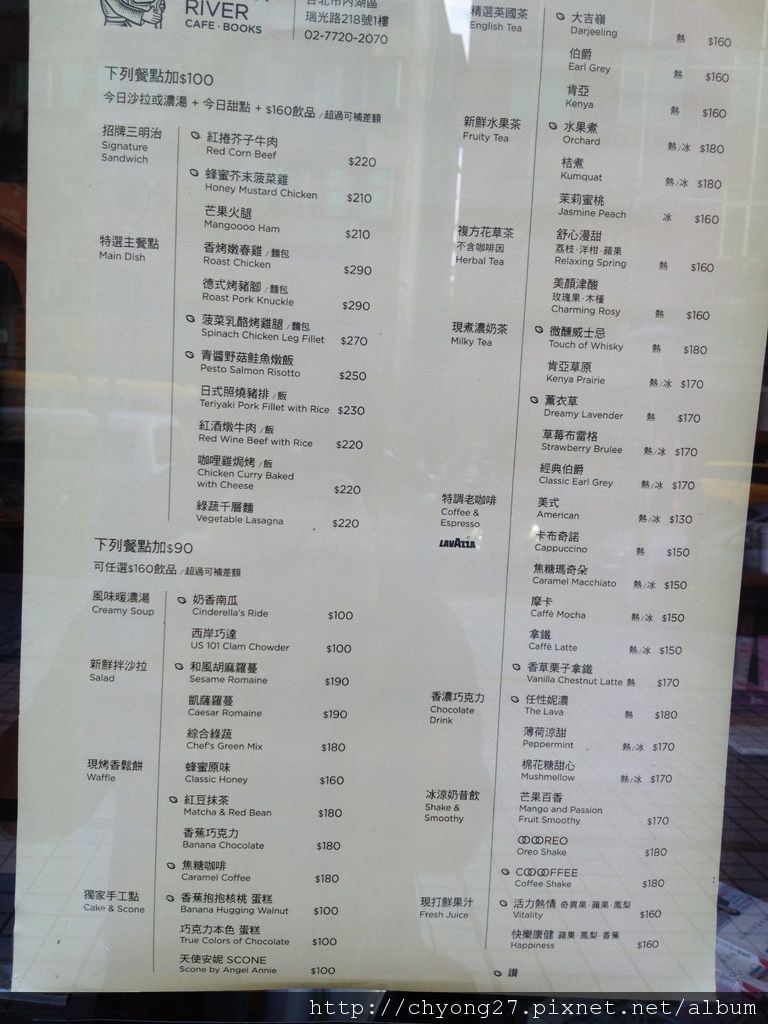 RIVER
CAFE · BOOKS
台北市內湖區
瑞光路218號1樓
02-7720-2070
下列餐點加$100
今日沙拉或濃湯 + 今日甜點 + $160飲品 /超過可補差額
招牌三明治
Signature
Sandwich
紅捲芥子牛肉
Red Corn Beef $220
蜂蜜芥末菠菜雞
Honey Mustard Chicken $210
芒果火腿
Mangoooo Ham $210
特選主餐點
Main Dish
香烤嫩春雞 /麵包
Roast Chicken $290
德式烤豬腳 /麵包
Roast Pork Knuckle $290
菠菜乳酪烤雞腿 /麵包
Spinach Chicken Leg Fillet $270
青醬野菇鮭魚燉飯
Pesto Salmon Risotto $250
日式照燒豬排 /飯
Teriyaki Pork Fillet with Rice $230
紅酒燉牛肉 /飯
Red Wine Beef with Rice $220
咖哩雞焗烤 /飯
Chicken Curry Baked
with Cheese $220
綠蔬千層麵
Vegetable Lasagna $220
下列餐點加$90
可任選$160飲品 /超過可補差額
風味暖濃湯
Creamy Soup
奶香南瓜
Cinderella's Ride $100
西岸巧達
US 101 Clam Chowder $100
新鮮拌沙拉
Salad
和風胡麻蘿蔓
Sesame Romaine $190
凱薩蘿蔓
Caesar Romaine $190
綜合綠蔬
Chef's Green Mix $180
現烤香鬆餅
Waffle
蜂蜜原味
Classic Honey $160
紅豆抹茶
Matcha & Red Bean $180
香蕉巧克力
Banana Chocolate $180
焦糖咖啡
Caramel Coffee $180
獨家手工點
Cake & Scone
香蕉抱抱核桃 蛋糕
Banana Hugging Walnut $100
巧克力本色 蛋糕
True Colors of Chocolate $100
天使安妮 SCONE
Scone by Angel Annie $100
精選英國茶
English Tea
大吉嶺
Darjeeling 熱 $160
伯爵
Earl Grey 熱 $160
肯亞
Kenya 熱 $160
新鮮水果茶
Fruity Tea
水果煮
Orchard 熱/冰 $180
桔煮
Kumquat 熱/冰 $180
茉莉蜜桃
Jasmine Peach 冰 $160
複方花草茶
不含咖啡因
Herbal Tea
舒心漫甜
荔枝·洋柑·蘋果
Relaxing Spring 熱 $160
美顏津酸
玫瑰果·木槿
Charming Rosy 熱 $160
現煮濃奶茶
Milky Tea
微醺威士忌
Touch of Whisky 熱 $180
肯亞草原
Kenya Prairie 熱/冰 $170
薰衣草
Dreamy Lavender 熱 $170
草莓布雷格
Strawberry Brulee 熱/冰 $170
經典伯爵
Classic Earl Grey 熱/冰 $170
特調老咖啡
Coffee &
Espresso
LAVAZZA
美式
American 熱/冰 $130
卡布奇諾
Cappuccino 熱 $150
焦糖瑪奇朵
Caramel Macchiato 熱/冰 $150
摩卡
Caffè Mocha 熱/冰 $150
拿鐵
Caffè Latte 熱/冰 $150
香草栗子拿鐵
Vanilla Chestnut Latte 熱 $170
香濃巧克力
Chocolate
Drink
任性妮濃
The Lava 熱 $180
薄荷涼甜
Peppermint 熱/冰 $170
棉花糖甜心
Mushmellow 熱/冰 $170
冰涼奶昔飲
Shake &
Smoothy
芒果百香
Mango and Passion
Fruit Smoothy $170
OOOOREO
Oreo Shake $180
COOOOFFEE
Coffee Shake $180
現打鮮果汁
Fresh Juice
活力熱情 奇異果·蘋果·鳳梨
Vitality $160
快樂康健 蘋果·鳳梨·香蕉
Happiness $160
讚
http://chyong27.pixnet.net/album